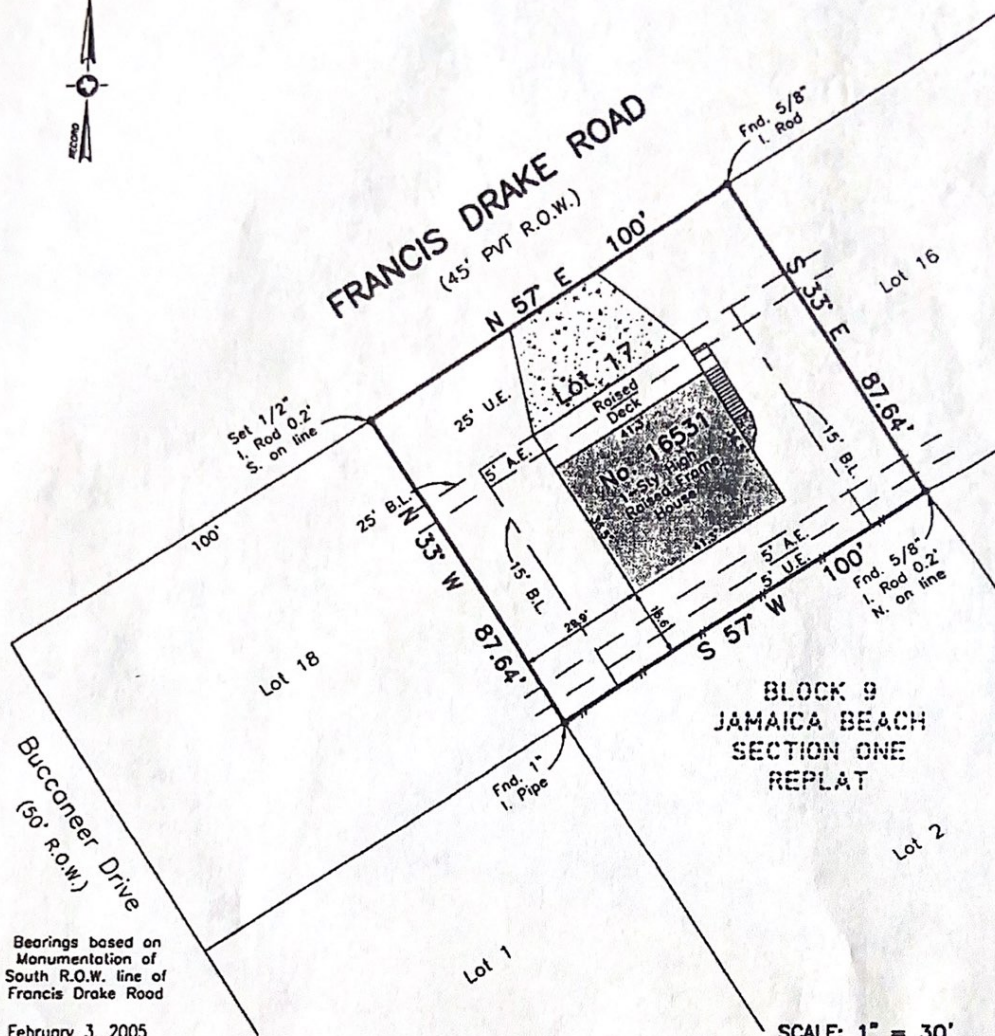 RECORD
FRANCIS DRAKE ROAD
(45' PVT R.O.W.)
Fnd. 5/8"
I. Rod
N 57° E 100'
S 33° E 87.64'
Lot 16
Set 1/2"
I. Rod 0.2'
S. on line
25' U.E.
Lot 17
Raised
Deck
5' A.E.
41.3'
No. 16531
1-Sty High
Raised Frame
House
41.3'
25' B.L.
15' B.L.
15' B.L.
N 33° W 87.64'
100'
Lot 18
28.9'
16.6'
5' A.E.
5' U.E.
S 57° W 100'
Fnd. 5/8"
I. Rod 0.2'
N. on line
Fnd. 1"
I. Pipe
BLOCK 9
JAMAICA BEACH
SECTION ONE
REPLAT
Buccaneer Drive
(50' R.O.W.)
Lot 2
Lot 1
Bearings based on
Monumentation of
South R.O.W. line of
Francis Drake Road
February 3, 2005
SCALE: 1" = 30'